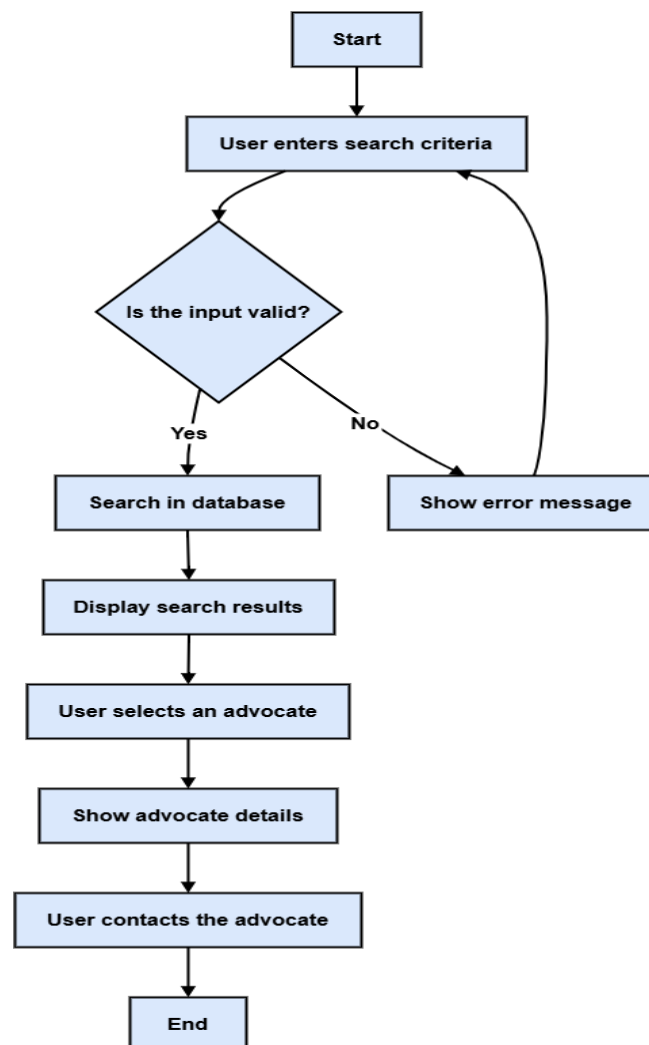 Start
User enters search criteria
Is the input valid?
Yes
No
Search in database
Show error message
Display search results
User selects an advocate
Show advocate details
User contacts the advocate
End